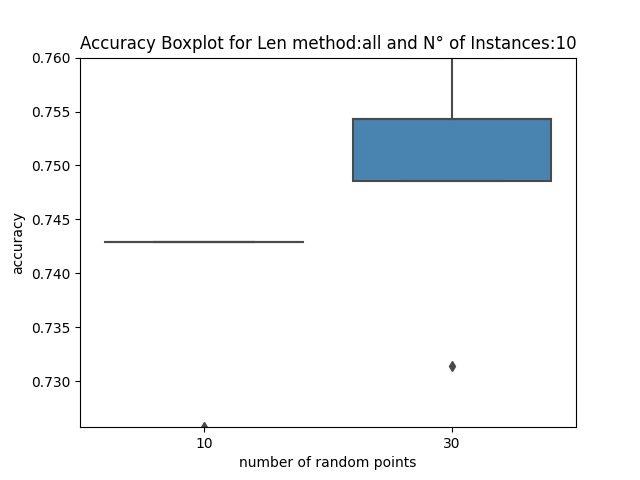 Accuracy Boxplot for Len method:all and N° of Instances:10
0.760
0.755
0.750
0.745
0.740
0.735
0.730
accuracy
10 30
number of random points